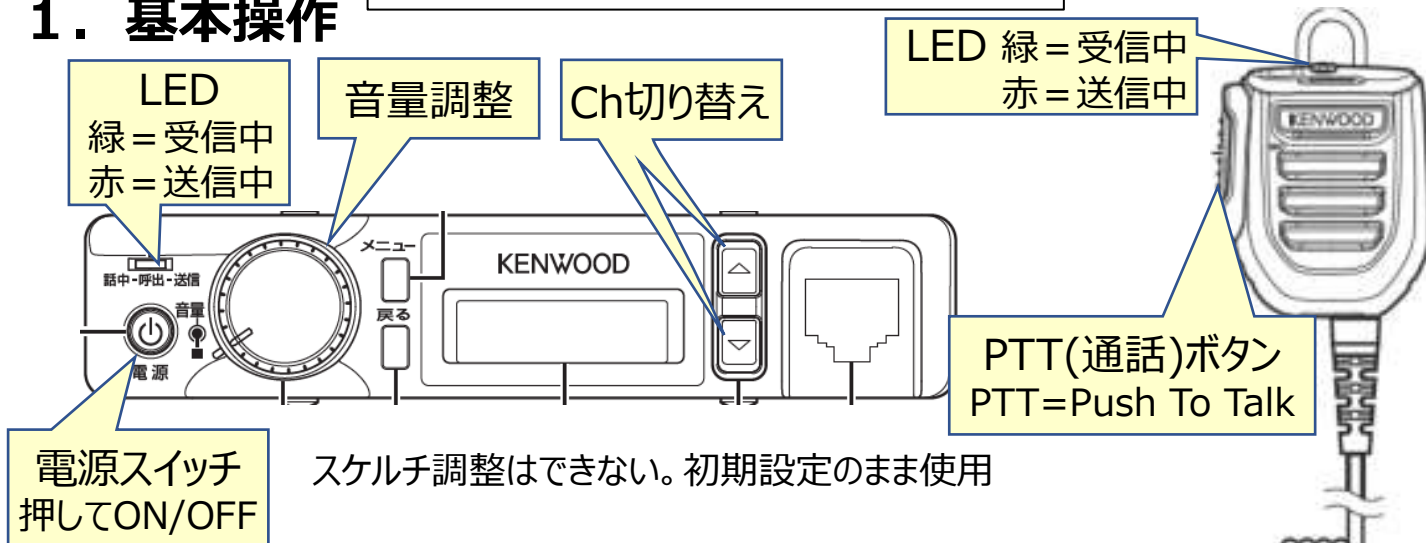 1. 基本操作
LED 緑=受信中
赤=送信中
LED
緑=受信中
赤=送信中
音量調整
Ch切り替え
KENWOOD
メニュー
KENWOOD
話中-呼出-送信
音量
戻る
電源
PTT(通話)ボタン
PTT=Push To Talk
電源スイッチ
押してON/OFF
スケルチ調整はできない。初期設定のまま使用